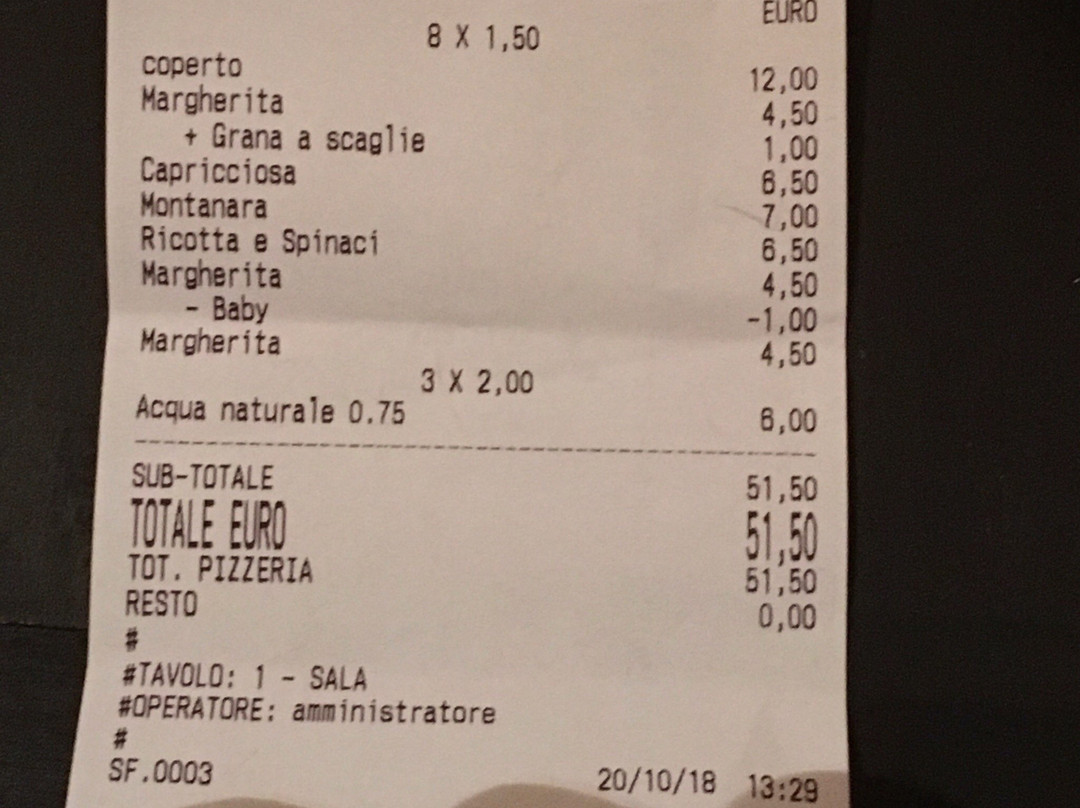 EURO
8 X 1,50
coperto 12,00
Margherita 4,50
+ Grana a scaglie 1,00
Capricciosa 6,50
Montanara 7,00
Ricotta e Spinaci 6,50
Margherita 4,50
- Baby -1,00
Margherita 4,50
3 X 2,00
Acqua naturale 0.75 6,00
SUB-TOTALE 51,50
TOTALE EURO 51,50
TOT. PIZZERIA 51,50
RESTO 0,00
#
#TAVOLO: 1 - SALA
#OPERATORE: amministratore
#
SF.0003 20/10/18 13:29